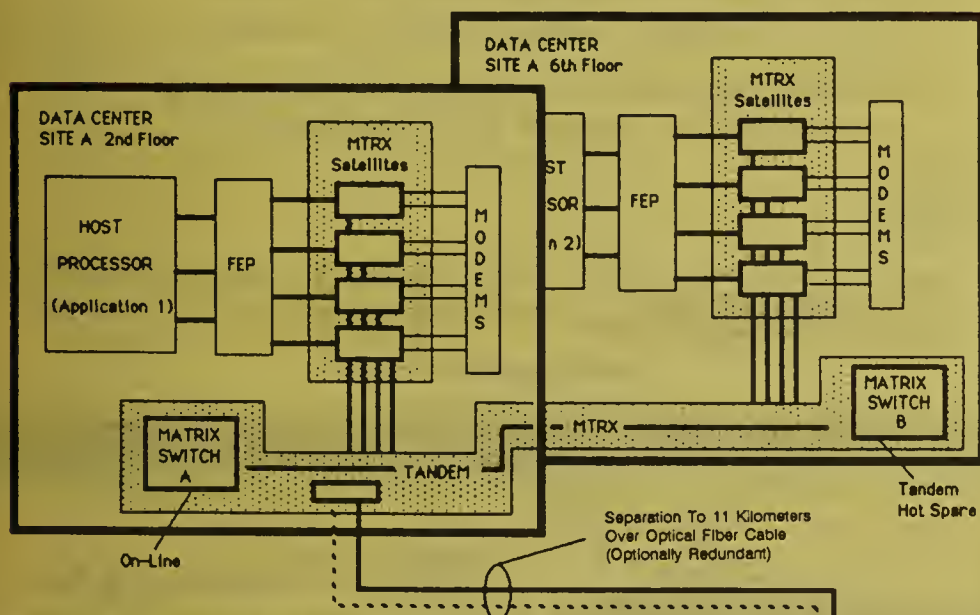 DATA CENTER
SITE A 6th Floor
MTRX
Satellites
FEP
MODEMS
ST
SOR
n 2)
DATA CENTER
SITE A 2nd Floor
MTRX
Satellites
HOST
PROCESSOR
(Application 1)
FEP
MODEMS
MATRIX
SWITCH
A
TANDEM
MTRX
MATRIX
SWITCH
B
Tandem
Hot Spare
On-Line
Separation To 11 Kilometers
Over Optical Fiber Cable
(Optionally Redundant)